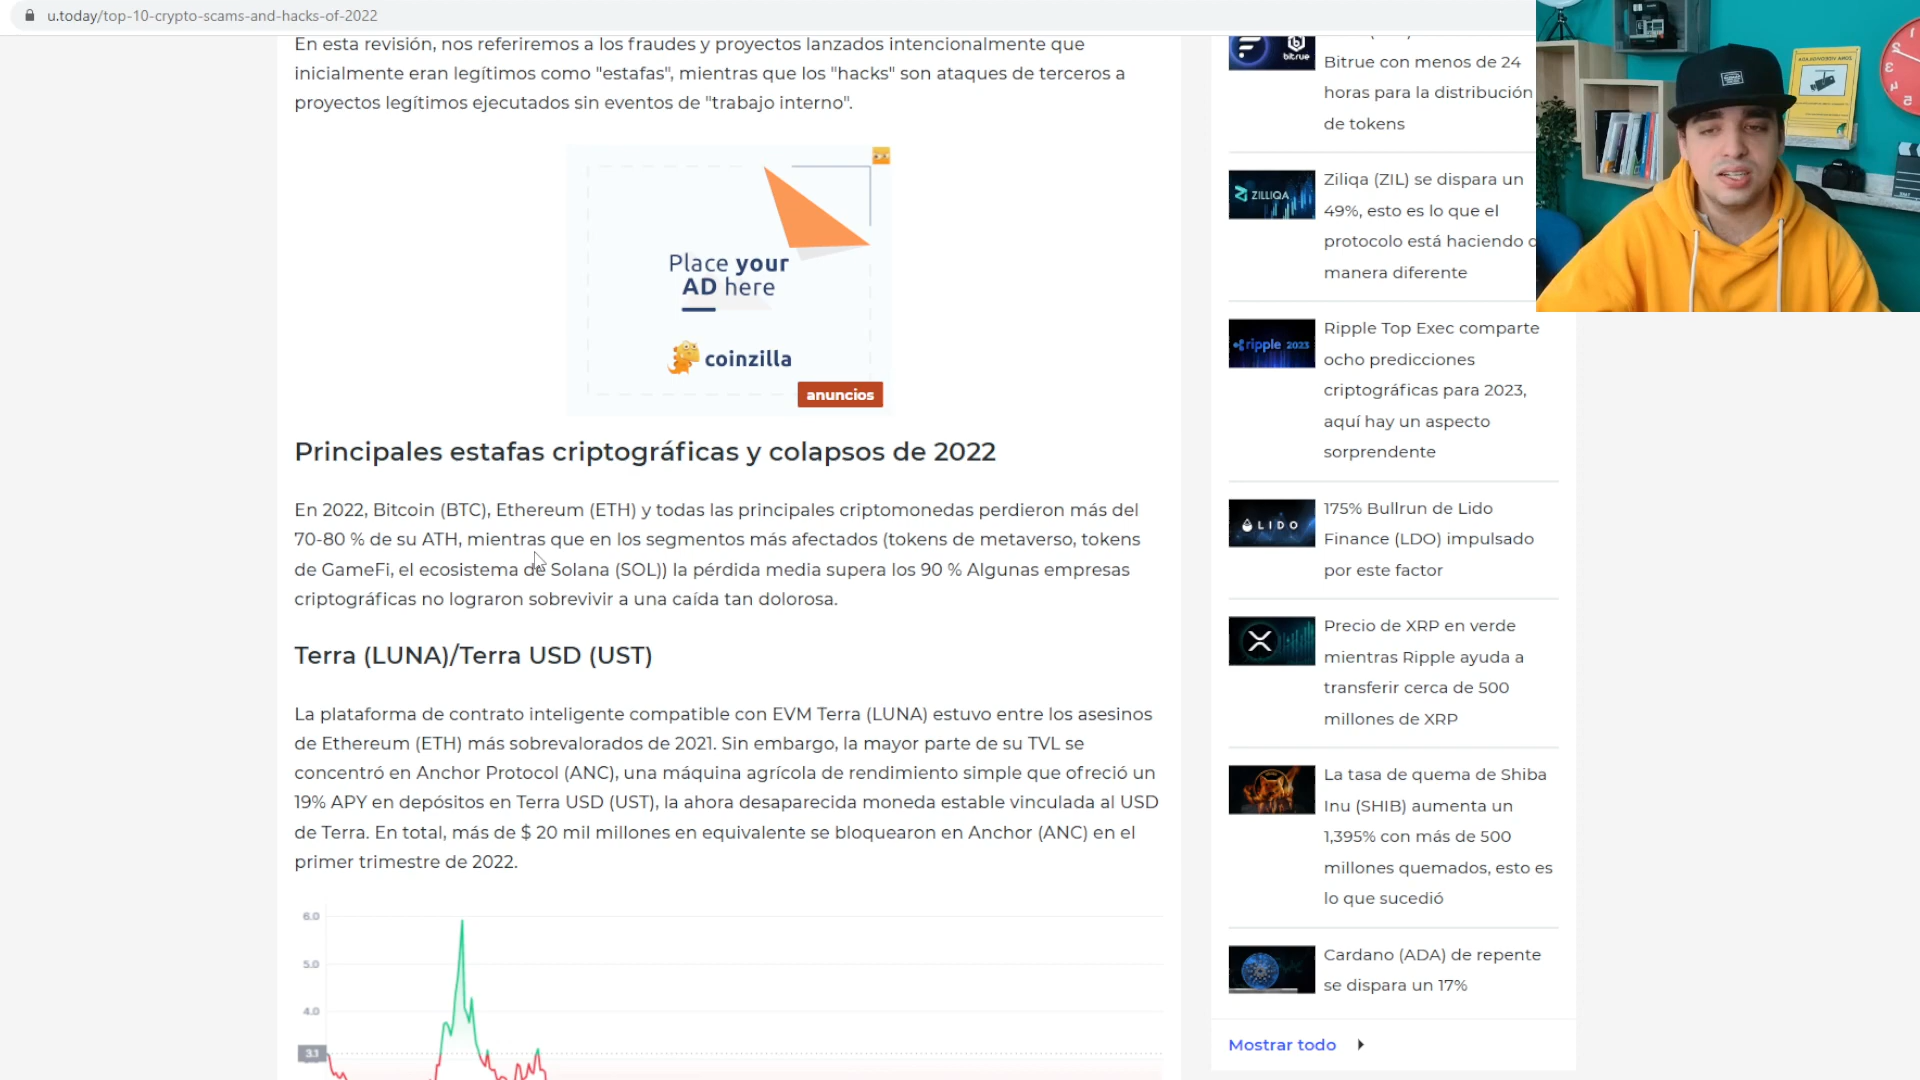 u.today/top-10-crypto-scams-and-hacks-of-2022
En esta revisión, nos referiremos a los fraudes y proyectos lanzados intencionalmente que
inicialmente eran legítimos como "estafas", mientras que los "hacks" son ataques de terceros a
proyectos legítimos ejecutados sin eventos de "trabajo interno".
Place your
AD here
coinzilla
anuncios
Principales estafas criptográficas y colapsos de 2022
En 2022, Bitcoin (BTC), Ethereum (ETH) y todas las principales criptomonedas perdieron más del
70-80 % de su ATH, mientras que en los segmentos más afectados (tokens de metaverso, tokens
de GameFi, el ecosistema de Solana (SOL)) la pérdida media supera los 90 % Algunas empresas
criptográficas no lograron sobrevivir a una caída tan dolorosa.
Terra (LUNA)/Terra USD (UST)
La plataforma de contrato inteligente compatible con EVM Terra (LUNA) estuvo entre los asesinos
de Ethereum (ETH) más sobrevalorados de 2021. Sin embargo, la mayor parte de su TVL se
concentró en Anchor Protocol (ANC), una máquina agrícola de rendimiento simple que ofreció un
19% APY en depósitos en Terra USD (UST), la ahora desaparecida moneda estable vinculada al USD
de Terra. En total, más de $ 20 mil millones en equivalente se bloquearon en Anchor (ANC) en el
primer trimestre de 2022.
6.0
5.0
4.0
3.1
bitrue
Bitrue con menos de 24
horas para la distribución
de tokens
ZILLIQA
Ziliqa (ZIL) se dispara un
49%, esto es lo que el
protocolo está haciendo
manera diferente
ripple 2023
Ripple Top Exec comparte
ocho predicciones
criptográficas para 2023,
aquí hay un aspecto
sorprendente
LIDO
175% Bullrun de Lido
Finance (LDO) impulsado
por este factor
Precio de XRP en verde
mientras Ripple ayuda a
transferir cerca de 500
millones de XRP
La tasa de quema de Shiba
Inu (SHIB) aumenta un
1,395% con más de 500
millones quemados, esto es
lo que sucedió
Cardano (ADA) de repente
se dispara un 17%
Mostrar todo